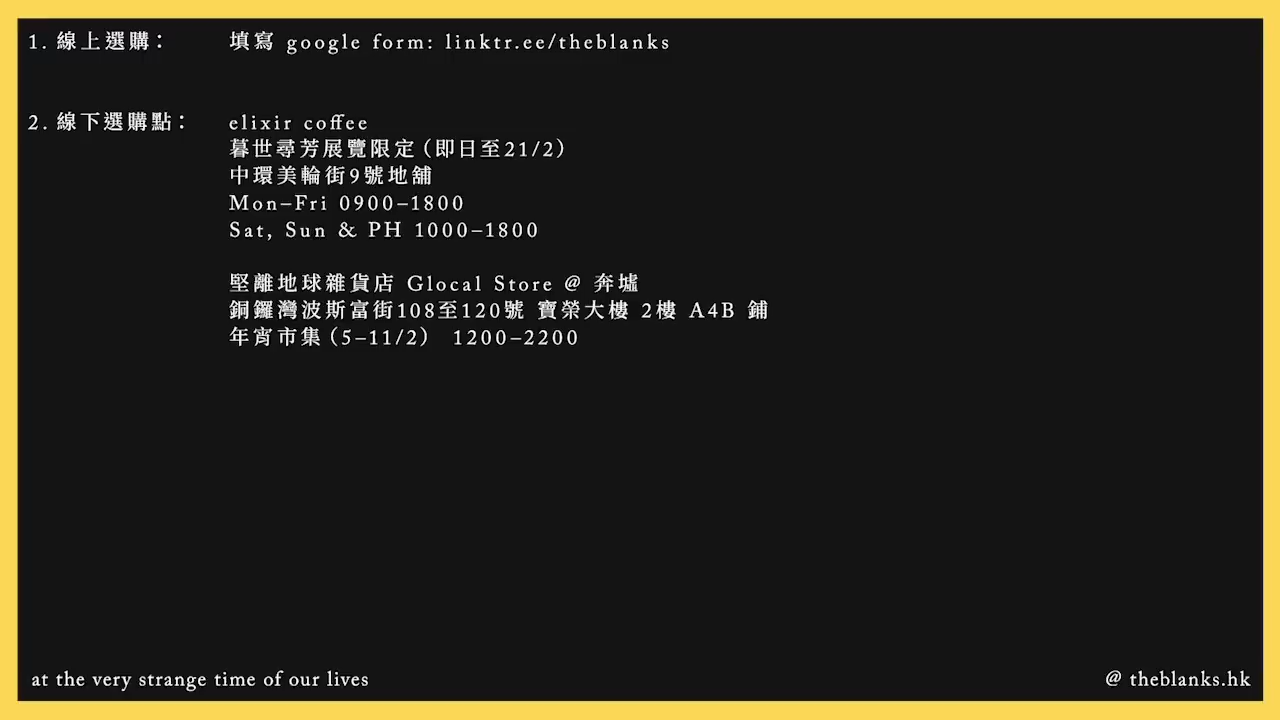 1. 線上選購： 填寫 google form: linktr.ee/theblanks
2. 線下選購點： elixir coffee
暮世尋芳展覽限定（即日至21/2）
中環美輪街9號地舖
Mon–Fri 0900–1800
Sat, Sun & PH 1000–1800
堅離地球雜貨店 Glocal Store @ 奔墟
銅鑼灣波斯富街108至120號 寶榮大樓 2樓 A4B 鋪
年宵市集（5–11/2） 1200–2200
at the very strange time of our lives
@ theblanks.hk